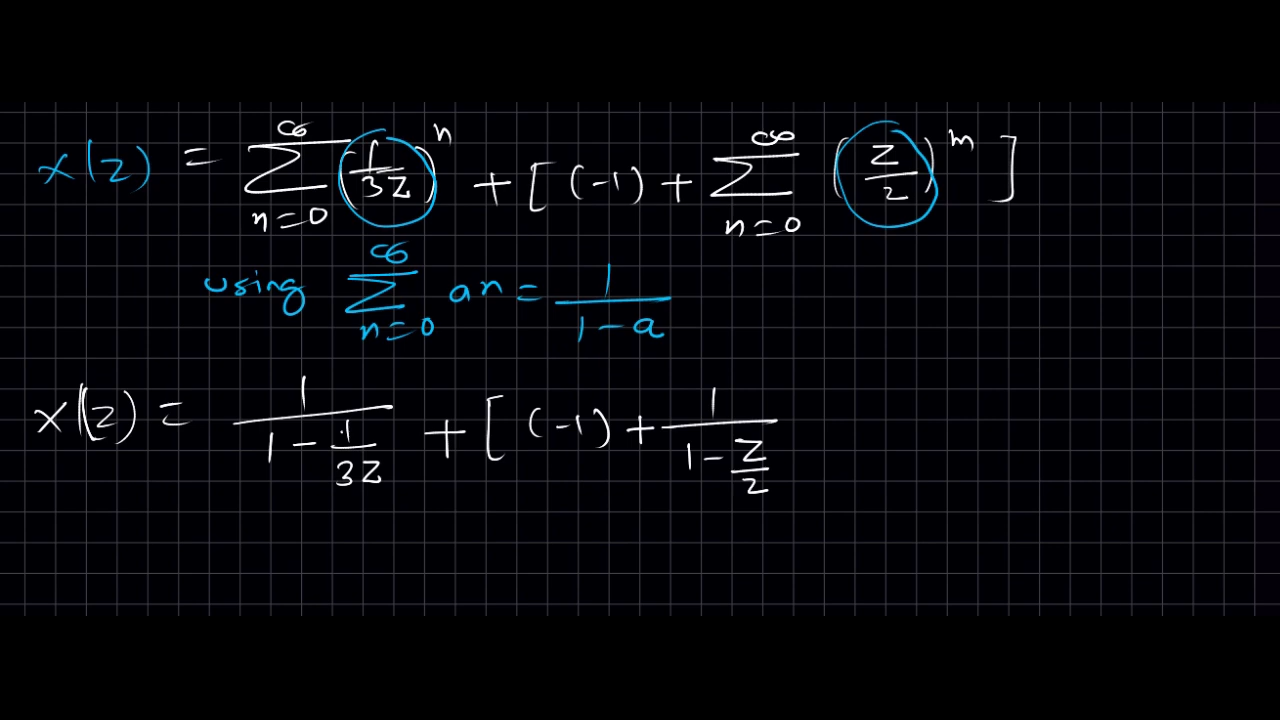 x(z) = ∑_{n=0}^{∞} (1/3z)^n + [(-1) + ∑_{n=0}^{∞} (z/2)^m]
using ∑_{n=0}^{∞} an = 1/(1-a)
x(z) = 1/(1 - 1/3z) + [(-1) + 1/(1 - z/2)